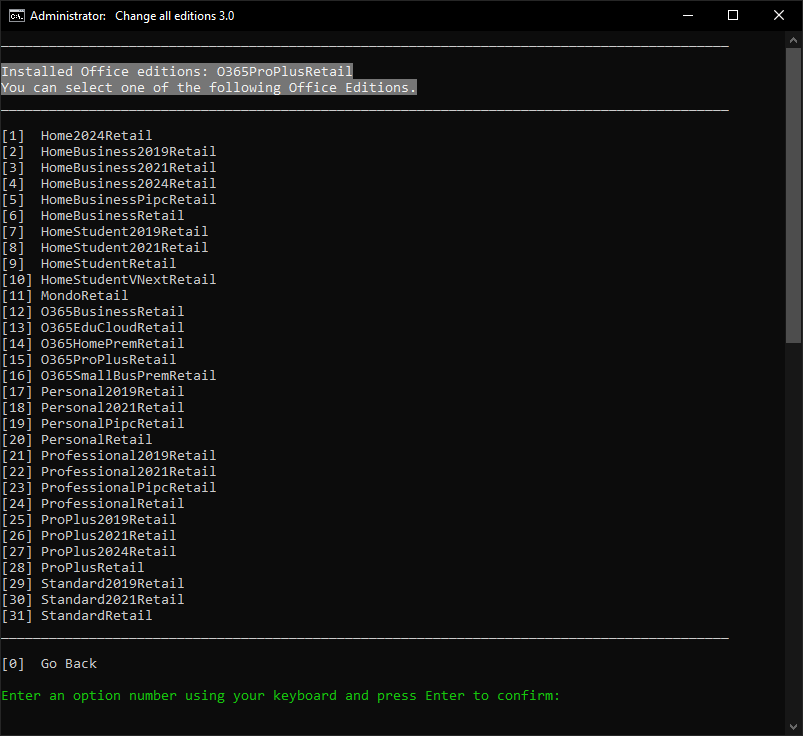 Administrator: Change all editions 3.0
Installed Office editions: O365ProPlusRetail
You can select one of the following Office Editions.
[1] Home2024Retail
[2] HomeBusiness2019Retail
[3] HomeBusiness2021Retail
[4] HomeBusiness2024Retail
[5] HomeBusinessPipcRetail
[6] HomeBusinessRetail
[7] HomeStudent2019Retail
[8] HomeStudent2021Retail
[9] HomeStudentRetail
[10] HomeStudentVNextRetail
[11] MondoRetail
[12] O365BusinessRetail
[13] O365EduCloudRetail
[14] O365HomePremRetail
[15] O365ProPlusRetail
[16] O365SmallBusPremRetail
[17] Personal2019Retail
[18] Personal2021Retail
[19] PersonalPipcRetail
[20] PersonalRetail
[21] Professional2019Retail
[22] Professional2021Retail
[23] ProfessionalPipcRetail
[24] ProfessionalRetail
[25] ProPlus2019Retail
[26] ProPlus2021Retail
[27] ProPlus2024Retail
[28] ProPlusRetail
[29] Standard2019Retail
[30] Standard2021Retail
[31] StandardRetail
[0] Go Back
Enter an option number using your keyboard and press Enter to confirm: